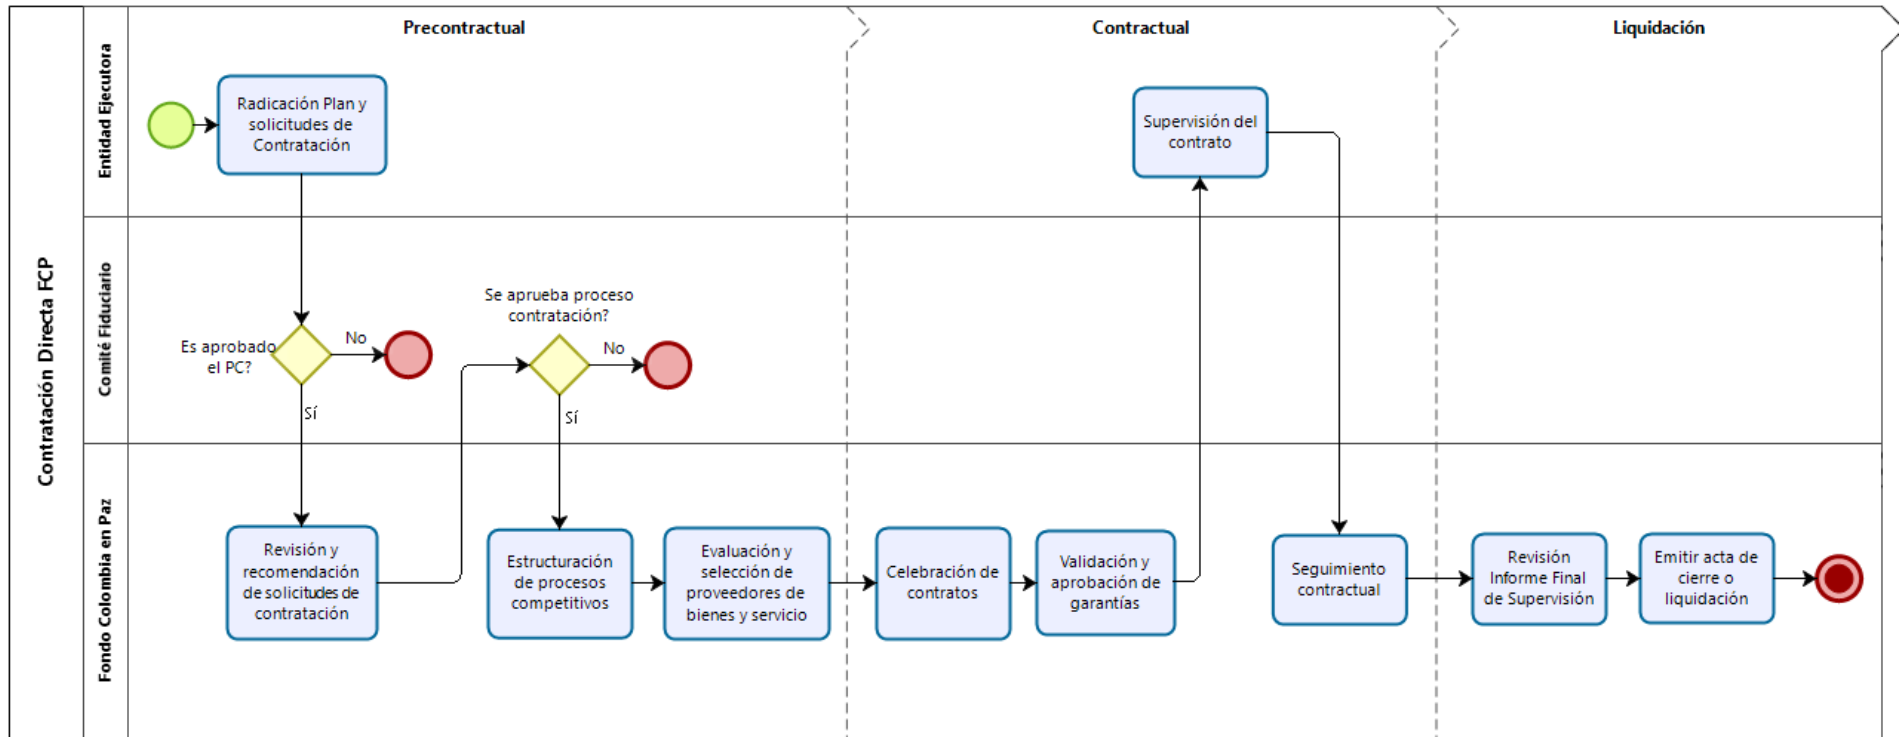 Contratación Directa FCP
Precontractual
Contractual
Liquidación
Entidad Ejecutora
Radicación Plan y
solicitudes de
Contratación
Supervisión del
contrato
Comité Fiduciario
Es aprobado
el PC?
No
Sí
Se aprueba proceso
contratación?
No
Sí
Fondo Colombia en Paz
Revisión y
recomendación
de solicitudes de
contratación
Estructuración
de procesos
competitivos
Evaluación y
selección de
proveedores de
bienes y servicio
Celebración de
contratos
Validación y
aprobación de
garantías
Seguimiento
contractual
Revisión
Informe Final
de Supervisión
Emitir acta de
cierre o
liquidación